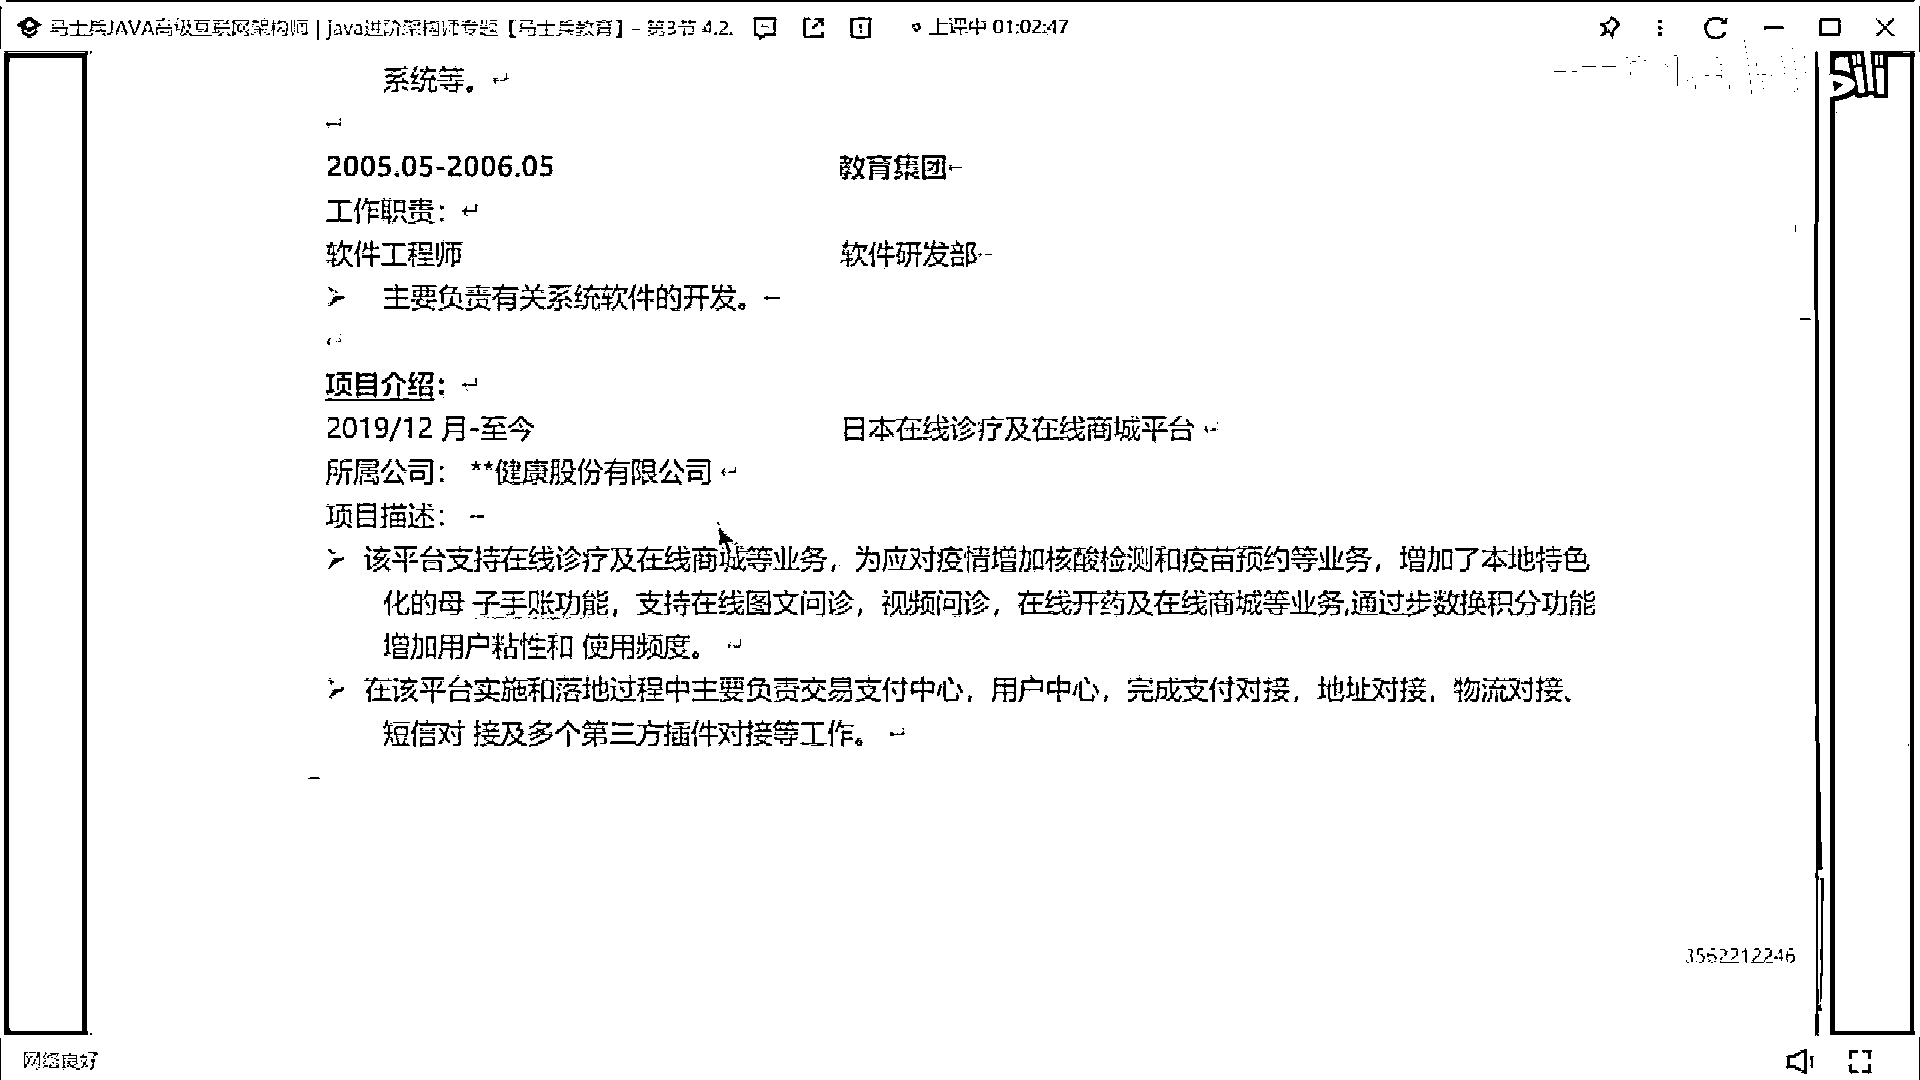 马士兵JAVA高级互联网架构师 | java进阶架构师专题【马士兵教育】 - 第3节 4.2.
上课中 01:02:47
系统等。
2005.05-2006.05 教育集团
工作职责：
软件工程师 软件研发部
➢ 主要负责有关系统软件的开发。
项目介绍：
2019/12 月-至今 日本在线诊疗及在线商城平台
所属公司： **健康股份有限公司
项目描述：
➢ 该平台支持在线诊疗及在线商城等业务，为应对疫情增加核酸检测和疫苗预约等业务，增加了本地特色
化的母 子手账功能，支持在线图文问诊，视频问诊，在线开药及在线商城等业务,通过步数换积分功能
增加用户粘性和 使用频度。
➢ 在该平台实施和落地过程中主要负责交易支付中心，用户中心，完成支付对接，地址对接，物流对接、
短信对 接及多个第三方插件对接等工作。
3562212246
网络良好